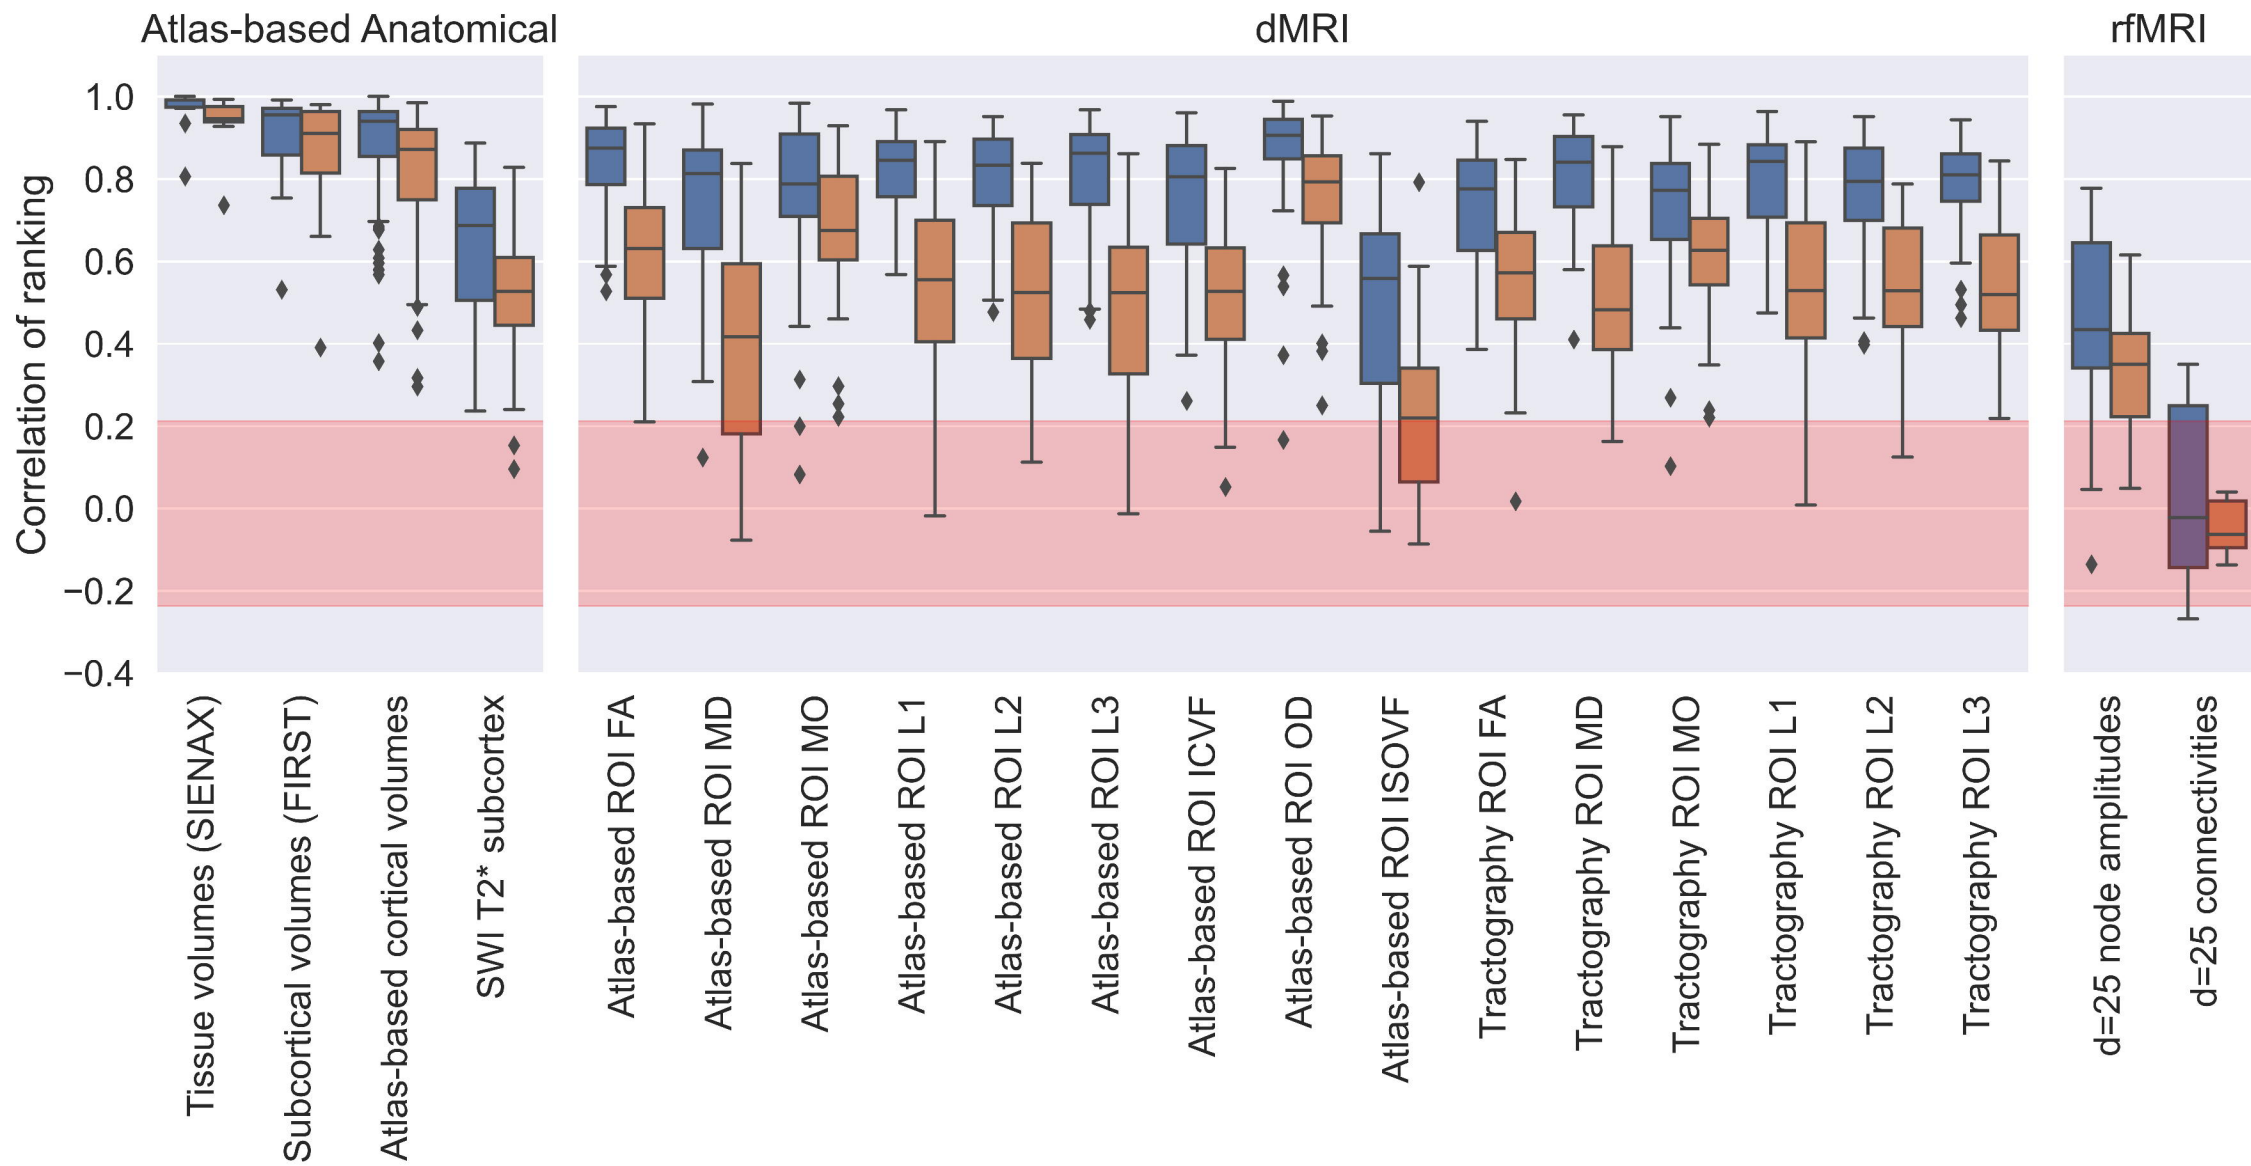 Atlas-based Anatomical
dMRI
rfMRI
Correlation of ranking
1.0
0.8
0.6
0.4
0.2
0.0
−0.2
−0.4
Tissue volumes (SIENAX)
Subcortical volumes (FIRST)
Atlas-based cortical volumes
SWI T2* subcortex
Atlas-based ROI FA
Atlas-based ROI MD
Atlas-based ROI MO
Atlas-based ROI L1
Atlas-based ROI L2
Atlas-based ROI L3
Atlas-based ROI ICVF
Atlas-based ROI OD
Atlas-based ROI ISOVF
Tractography ROI FA
Tractography ROI MD
Tractography ROI MO
Tractography ROI L1
Tractography ROI L2
Tractography ROI L3
d=25 node amplitudes
d=25 connectivities